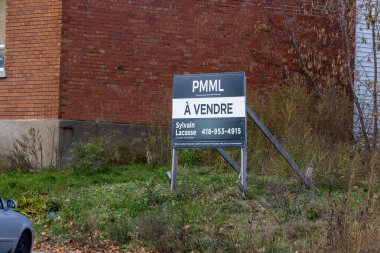 PMML
À VENDRE
Sylvain
Lacasse 418-953-4915